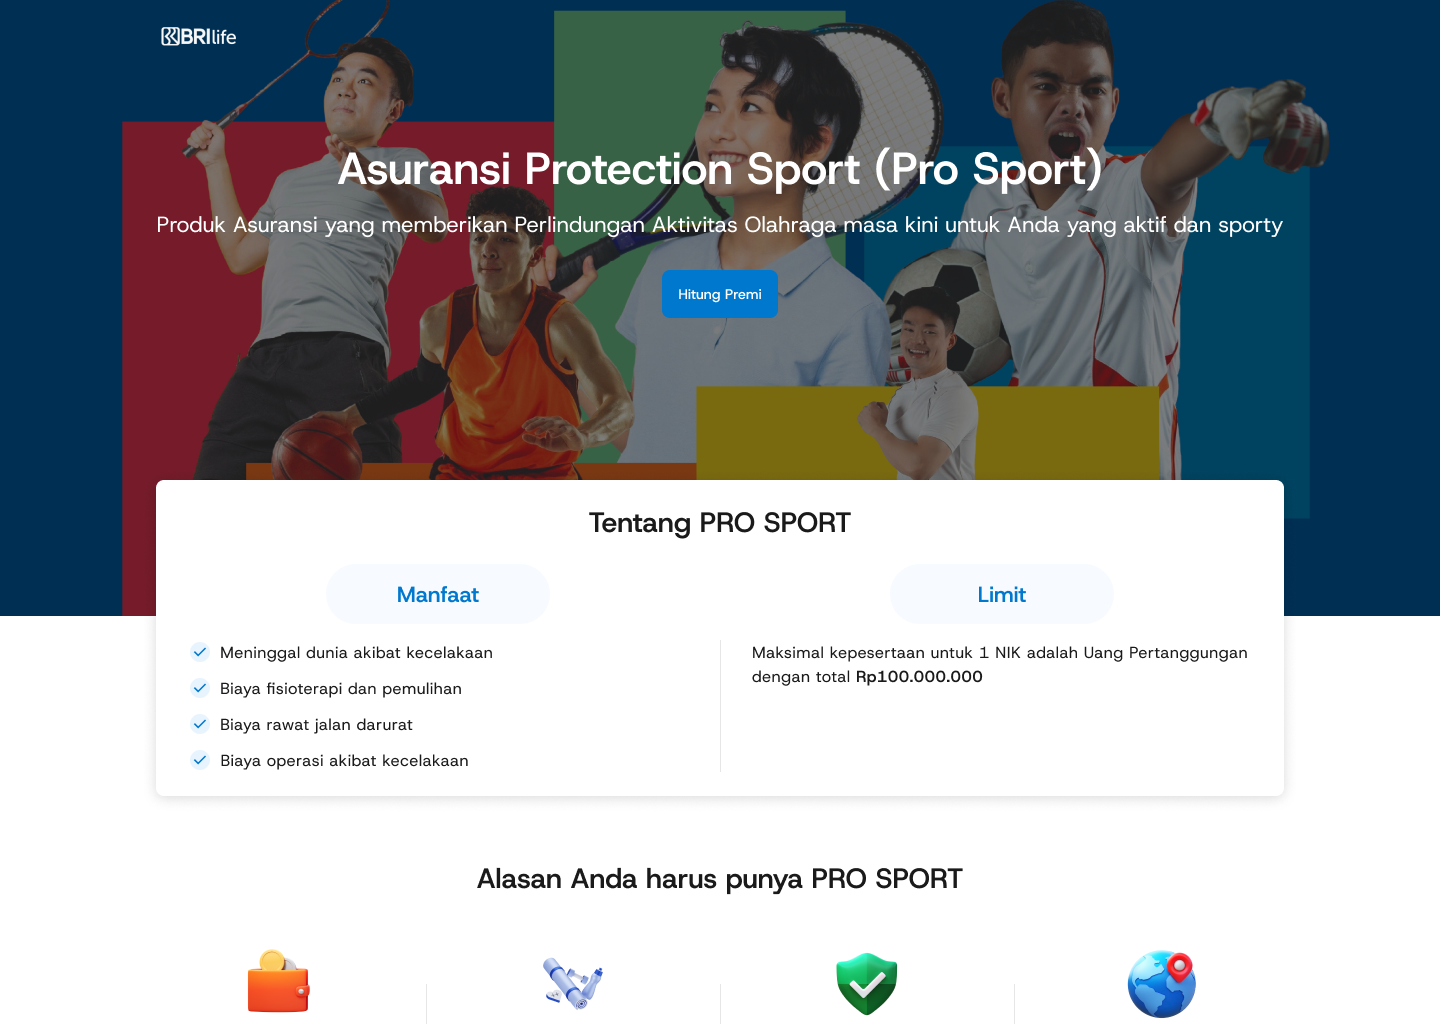 BRI life
Asuransi Protection Sport (Pro Sport)
Produk Asuransi yang memberikan Perlindungan Aktivitas Olahraga masa kini untuk Anda yang aktif dan sporty
Hitung Premi
Tentang PRO SPORT
Manfaat
Meninggal dunia akibat kecelakaan
Biaya fisioterapi dan pemulihan
Biaya rawat jalan darurat
Biaya operasi akibat kecelakaan
Limit
Maksimal kepesertaan untuk 1 NIK adalah Uang Pertanggungan
dengan total Rp100.000.000
Alasan Anda harus punya PRO SPORT